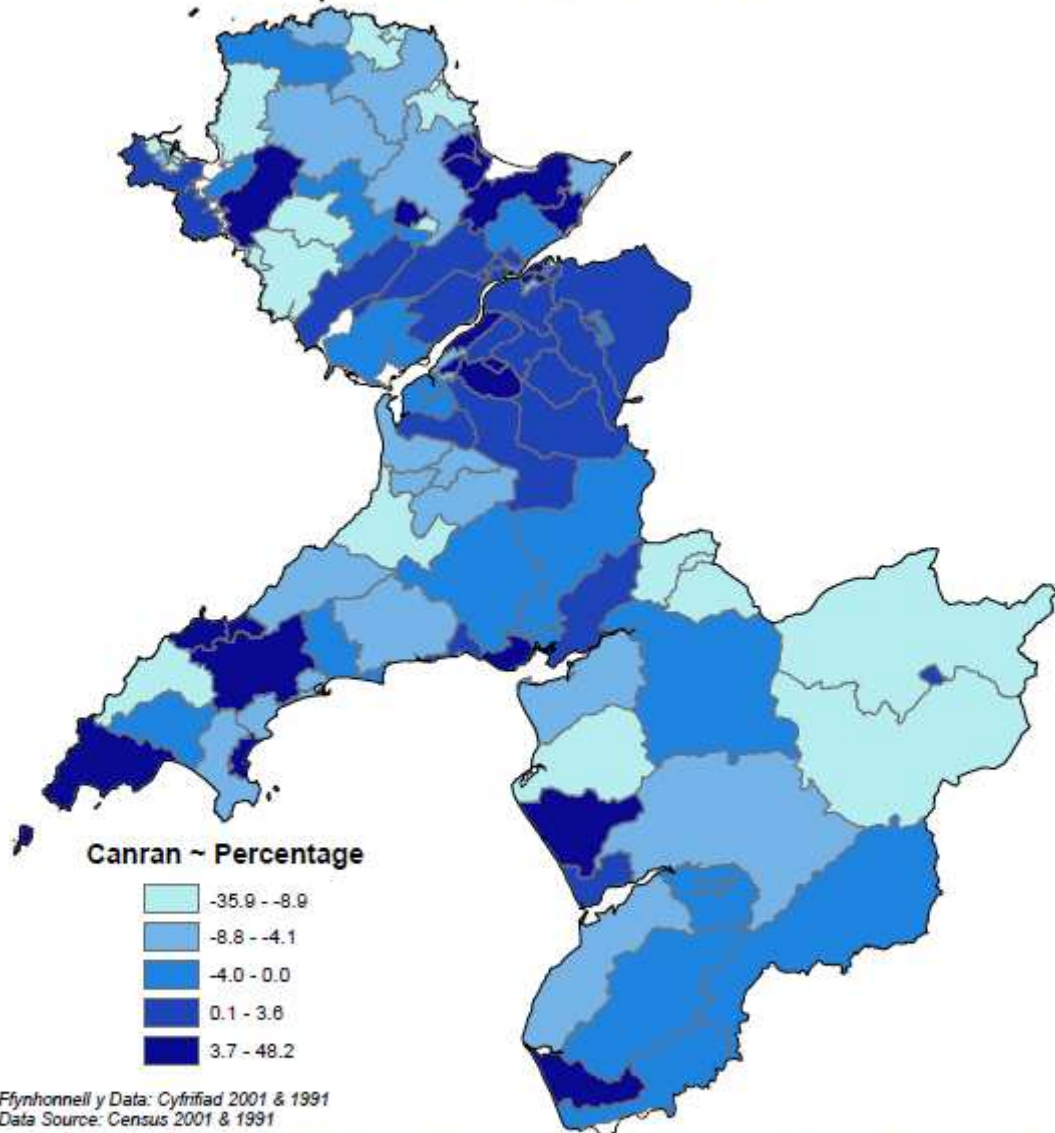 Canran ~ Percentage
-35.9 - -8.9
-8.8 - -4.1
-4.0 - 0.0
0.1 - 3.6
3.7 - 48.2
Ffynhonnell y Data: Cyfrifiad 2001 & 1991
Data Source: Census 2001 & 1991